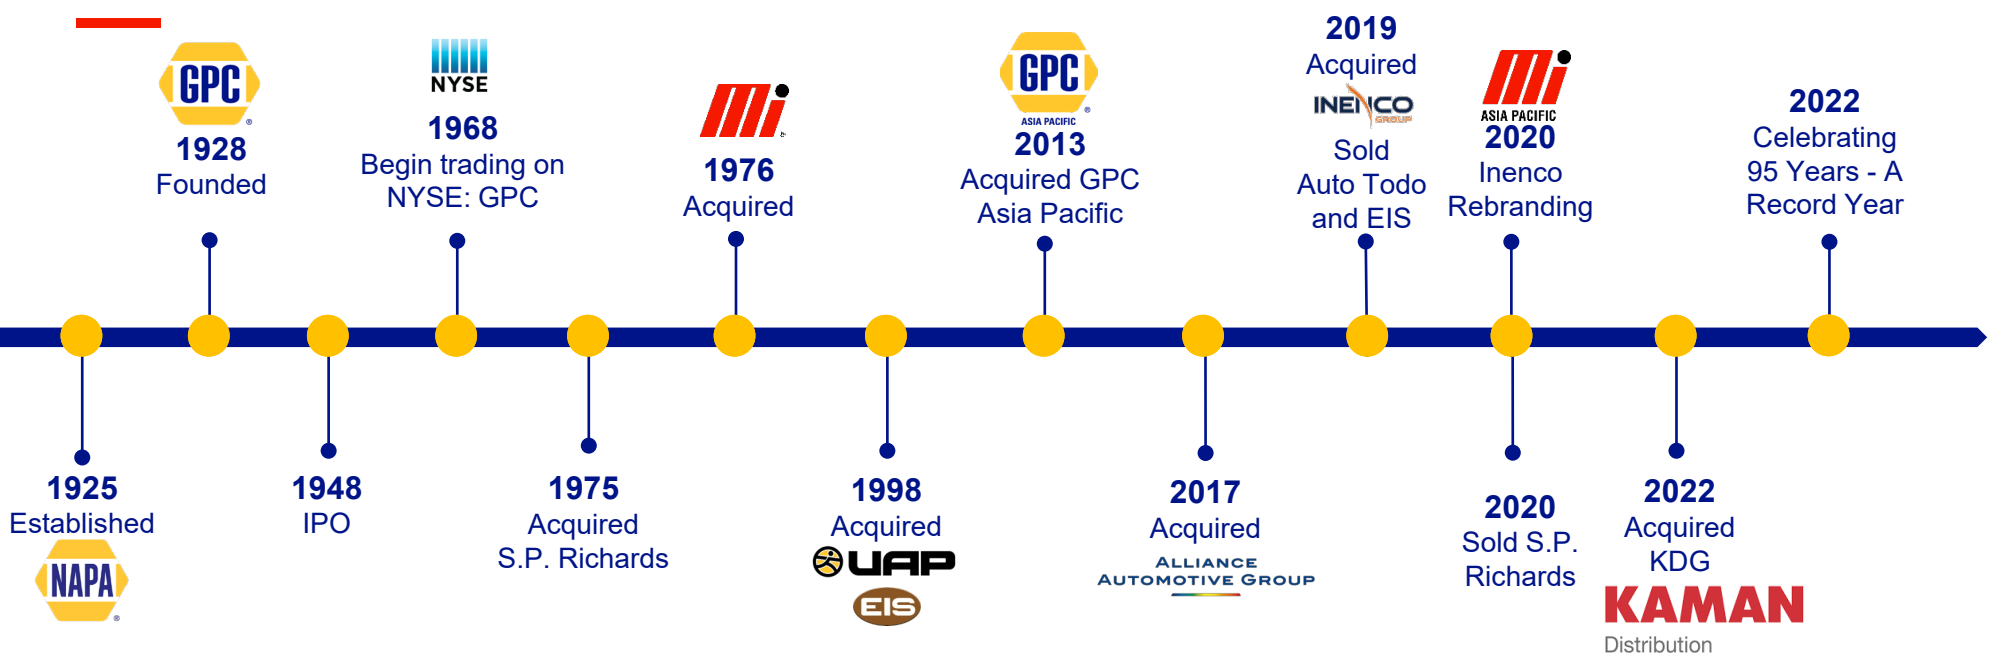 GPC
1928
Founded
NYSE
1968
Begin trading on
NYSE: GPC
Mi
1976
Acquired
GPC
ASIA PACIFIC
2013
Acquired GPC
Asia Pacific
2019
Acquired
INENCO
GROUP
Sold
Auto Todo
and EIS
Mi
ASIA PACIFIC
2020
Inenco
Rebranding
2022
Celebrating
95 Years - A
Record Year
1925
Established
NAPA
1948
IPO
1975
Acquired
S.P. Richards
1998
Acquired
UAP
EIS
2017
Acquired
ALLIANCE
AUTOMOTIVE GROUP
2020
Sold S.P.
Richards
2022
Acquired
KDG
KAMAN
Distribution